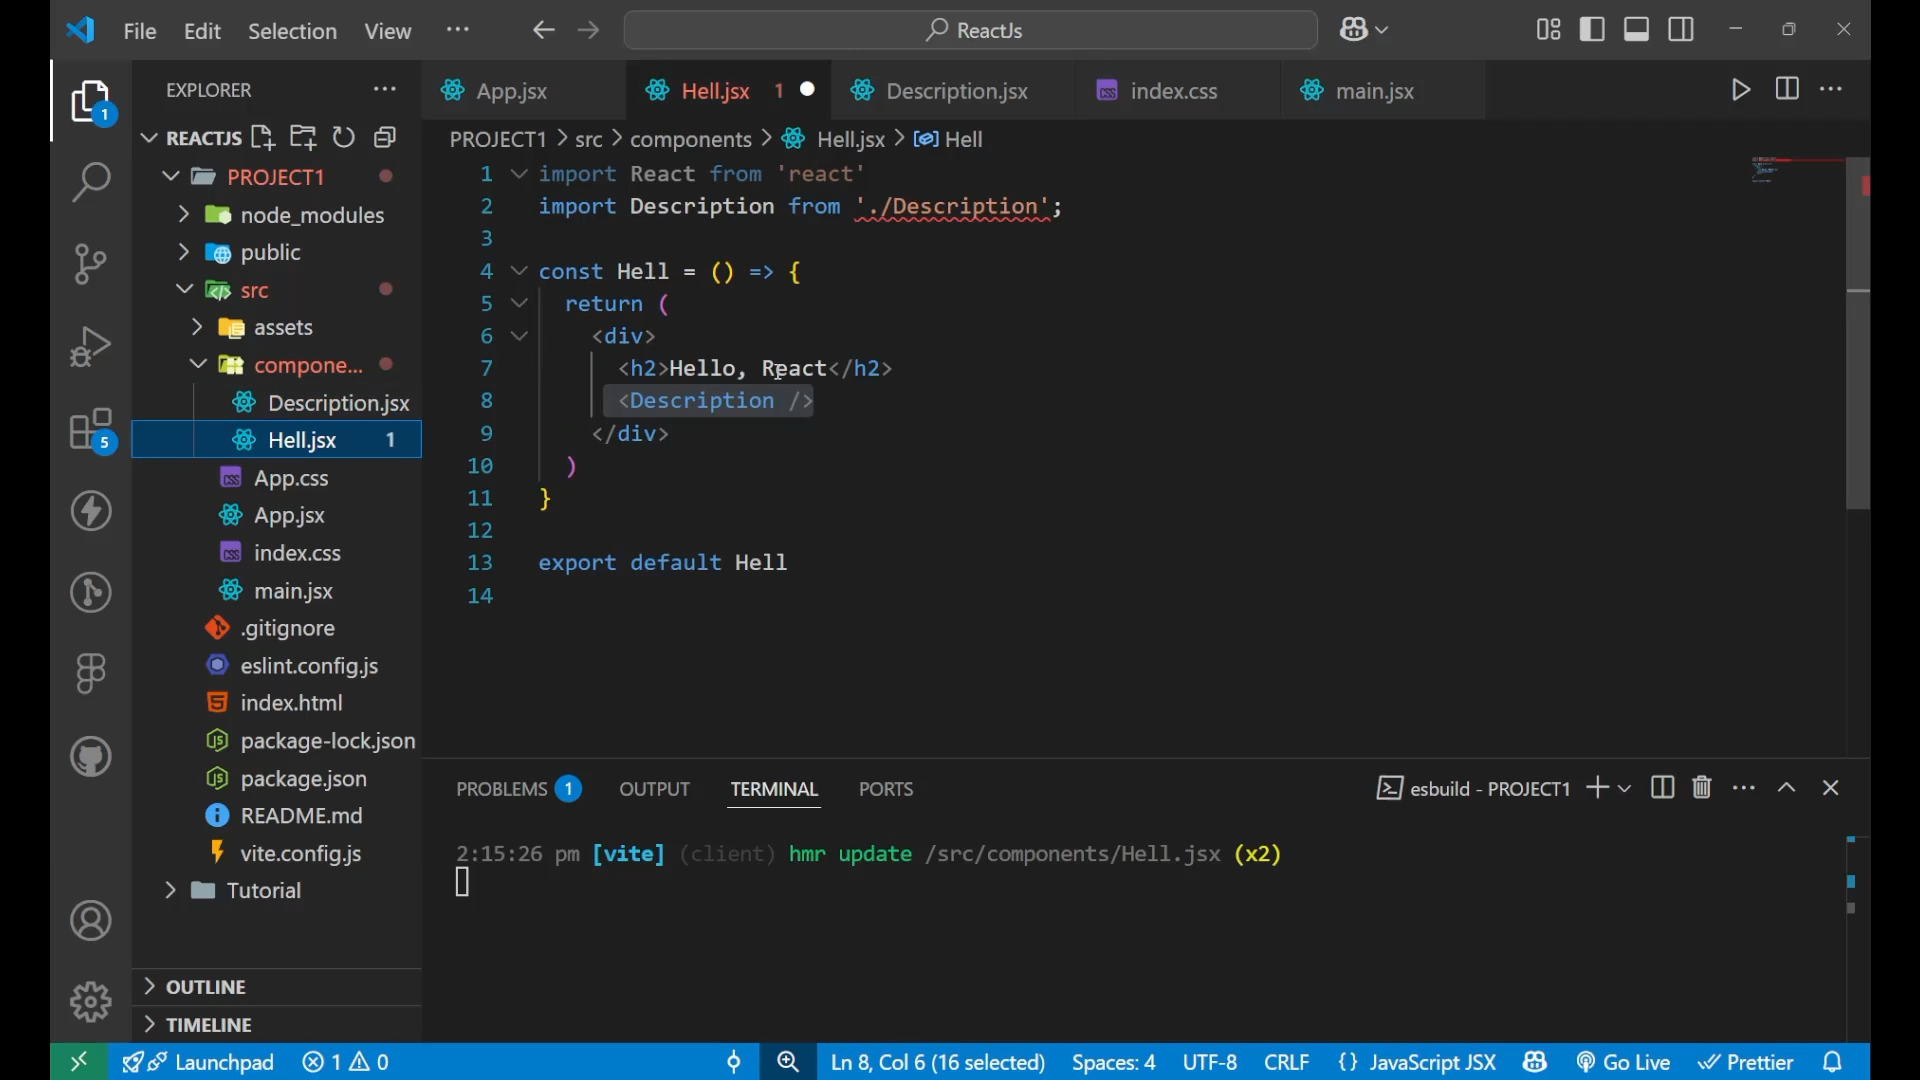 File Edit Selection View ··· ReactJs
EXPLORER ···
REACTJS
PROJECT1
node_modules
public
src
assets
compone...
Description.jsx
Hell.jsx 1
App.css
App.jsx
index.css
main.jsx
.gitignore
eslint.config.js
index.html
package-lock.json
package.json
README.md
vite.config.js
Tutorial
OUTLINE
TIMELINE
1
5
App.jsx Hell.jsx 1 Description.jsx index.css main.jsx
PROJECT1 > src > components > Hell.jsx > Hell
1 import React from 'react'
2 import Description from './Description';
3
4 const Hell = () => {
5 return (
6 <div>
7 <h2>Hello, React</h2>
8 <Description />
9 </div>
10 )
11 }
12
13 export default Hell
14
PROBLEMS 1 OUTPUT TERMINAL PORTS esbuild - PROJECT1
2:15:26 pm [vite] (client) hmr update /src/components/Hell.jsx (x2)
Launchpad 1 0 Ln 8, Col 6 (16 selected) Spaces: 4 UTF-8 CRLF {} JavaScript JSX Go Live Prettier